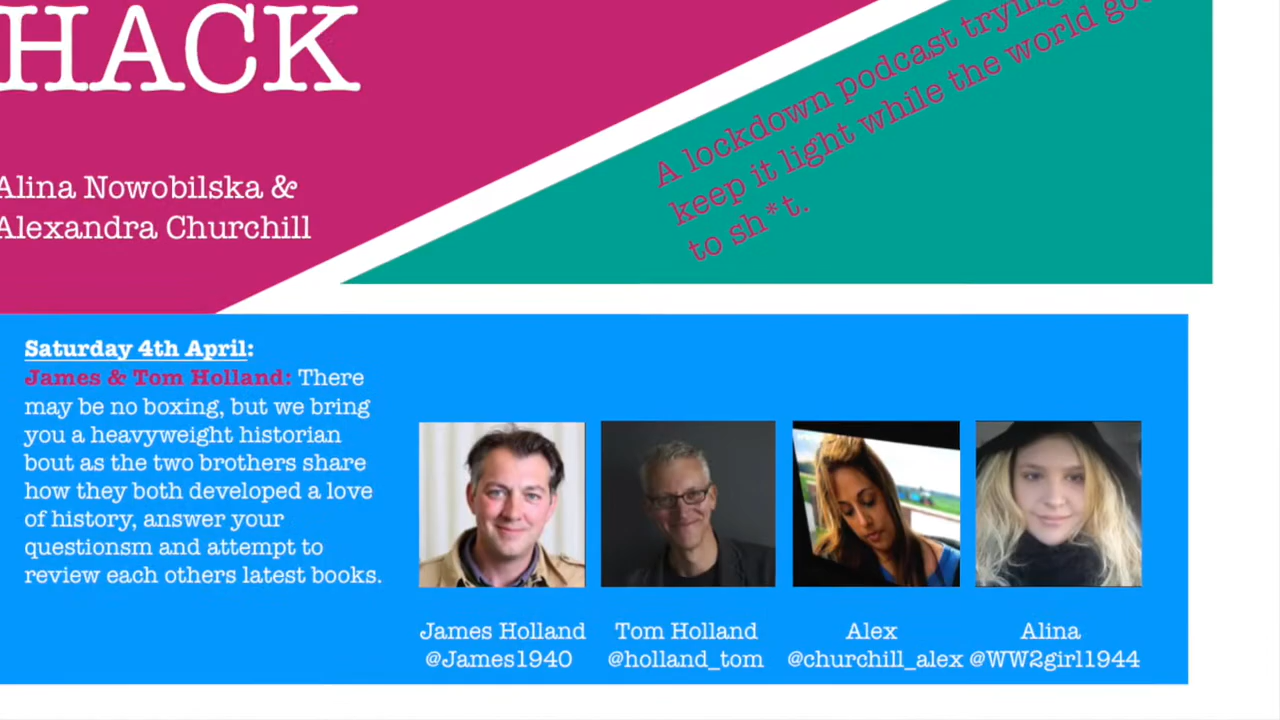 HACK
Alina Nowobilska &
Alexandra Churchill
A lockdown podcast trying
keep it light while the world
to sh*t.
Saturday 4th April:
James & Tom Holland: There
may be no boxing, but we bring
you a heavyweight historian
bout as the two brothers share
how they both developed a love
of history, answer your
questionsm and attempt to
review each others latest books.
James Holland
@James1940
Tom Holland
@holland_tom
Alex
@churchill_alex
Alina
@WW2girl1944